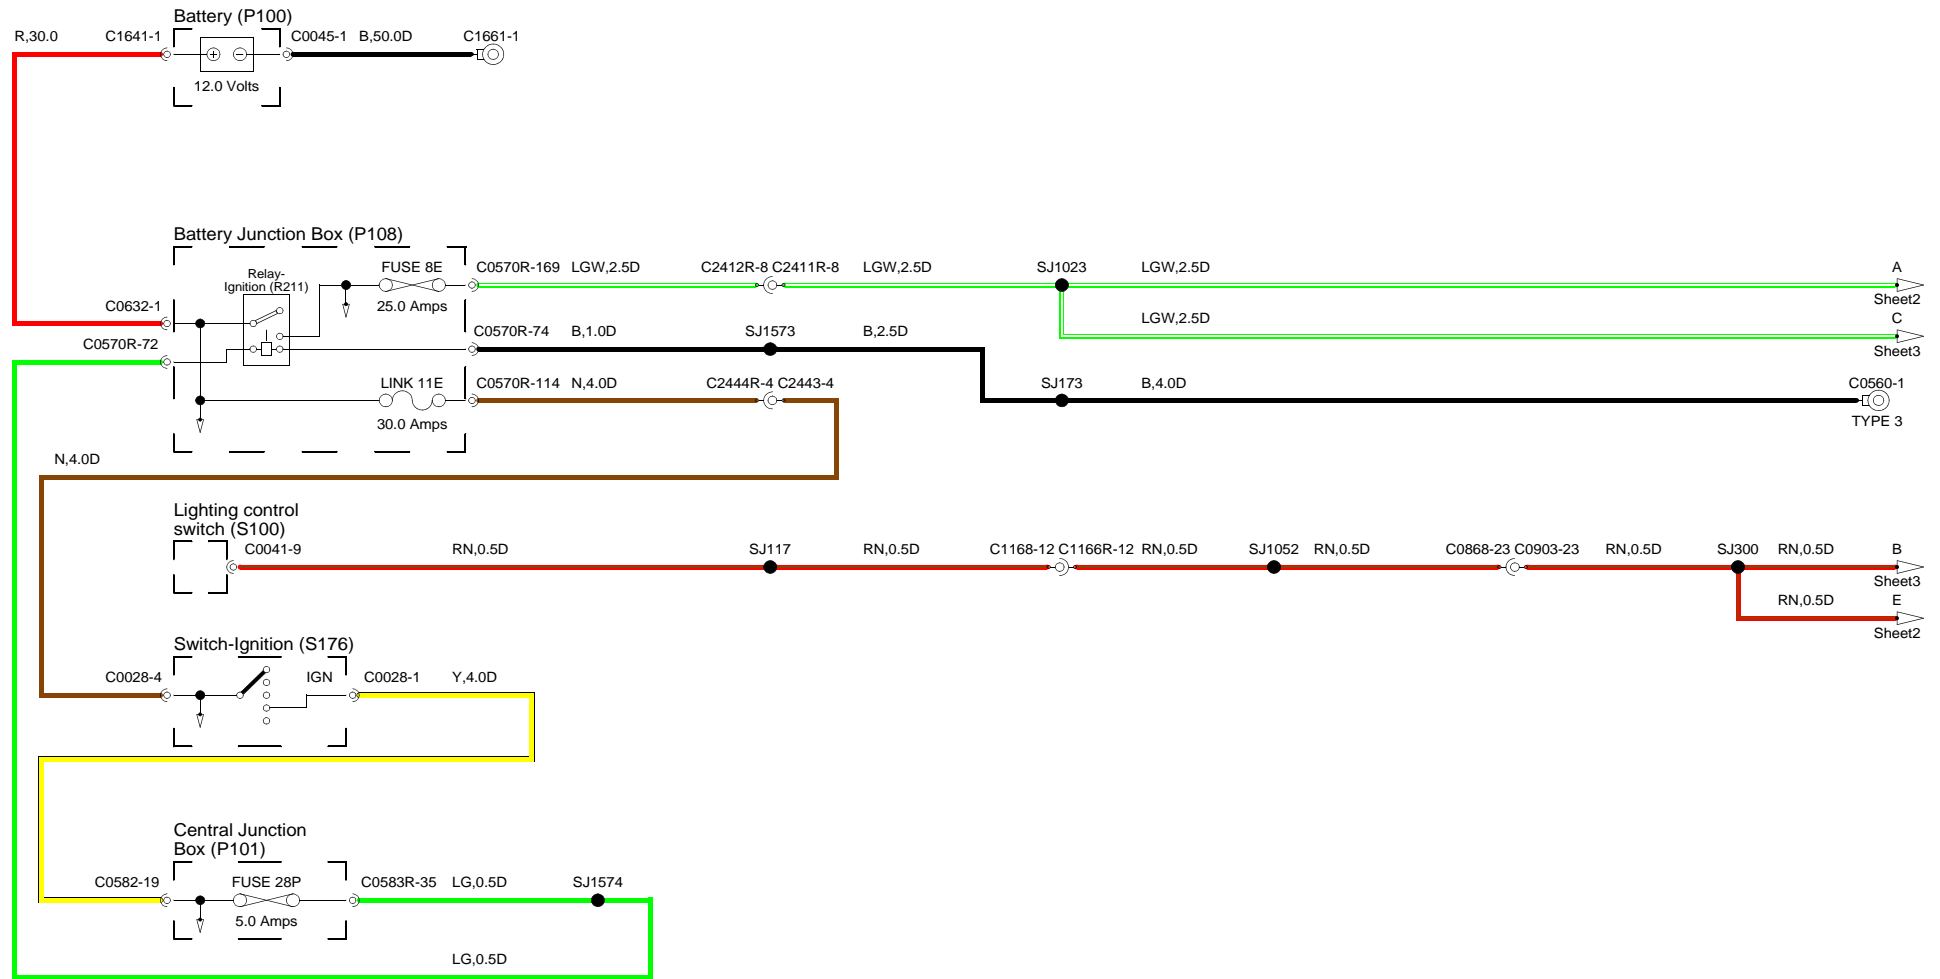 Battery (P100)
R,30.0 C1641-1 C0045-1 B,50.0D C1661-1
12.0 Volts
Battery Junction Box (P108)
Relay-
Ignition (R211)
FUSE 8E C0570R-169 LGW,2.5D C2412R-8 C2411R-8 LGW,2.5D SJ1023 LGW,2.5D A
25.0 Amps
Sheet2
C0632-1
LGW,2.5D C
Sheet3
C0570R-72
C0570R-74 B,1.0D SJ1573 B,2.5D
LINK 11E C0570R-114 N,4.0D C2444R-4 C2443-4 SJ173 B,4.0D C0560-1
30.0 Amps
TYPE 3
N,4.0D
Lighting control
switch (S100)
C0041-9 RN,0.5D SJ117 RN,0.5D C1168-12 C1166R-12 RN,0.5D SJ1052 RN,0.5D C0868-23 C0903-23 RN,0.5D SJ300 RN,0.5D B
Sheet3
RN,0.5D E
Sheet2
Switch-Ignition (S176)
C0028-4 IGN C0028-1 Y,4.0D
Central Junction
Box (P101)
C0582-19 FUSE 28P C0583R-35 LG,0.5D SJ1574
5.0 Amps
LG,0.5D